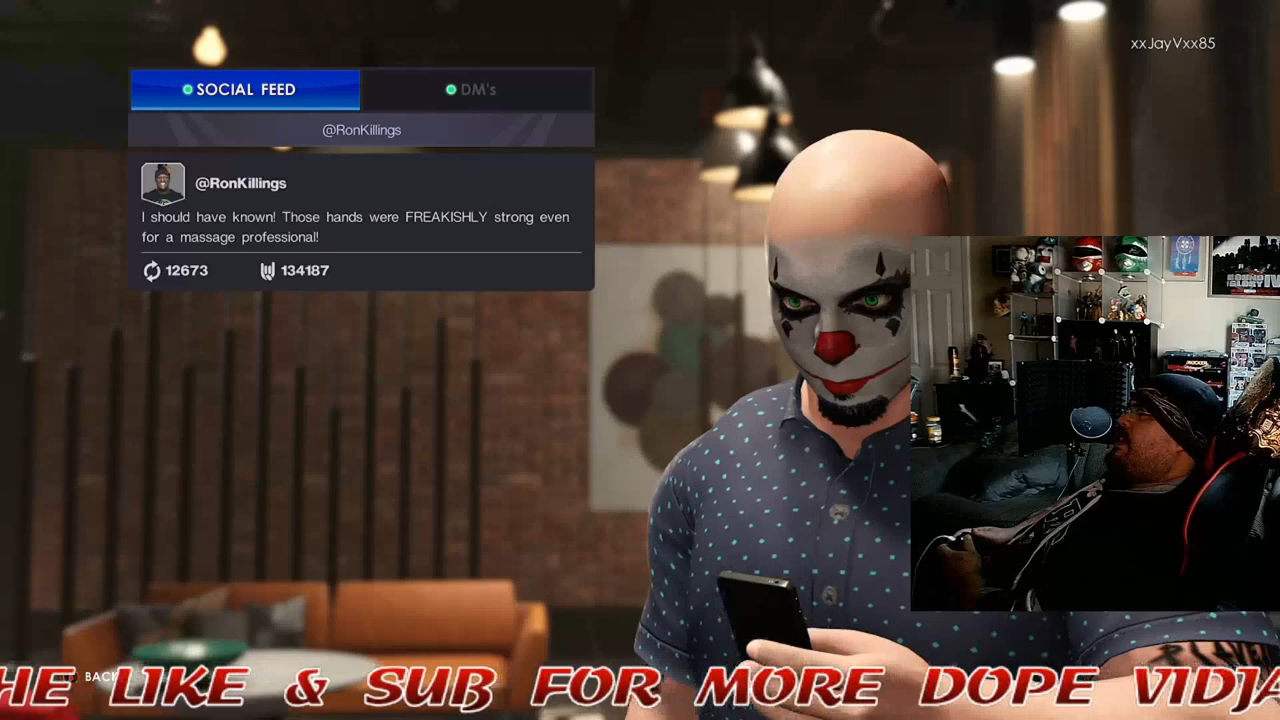 xxJayVxx85
SOCIAL FEED
DM's
@RonKillings
@RonKillings
I should have known! Those hands were FREAKISHLY strong even
for a massage professional!
12673
134187
BACK
HE LIKE & SUB FOR MORE DOPE VIDJA